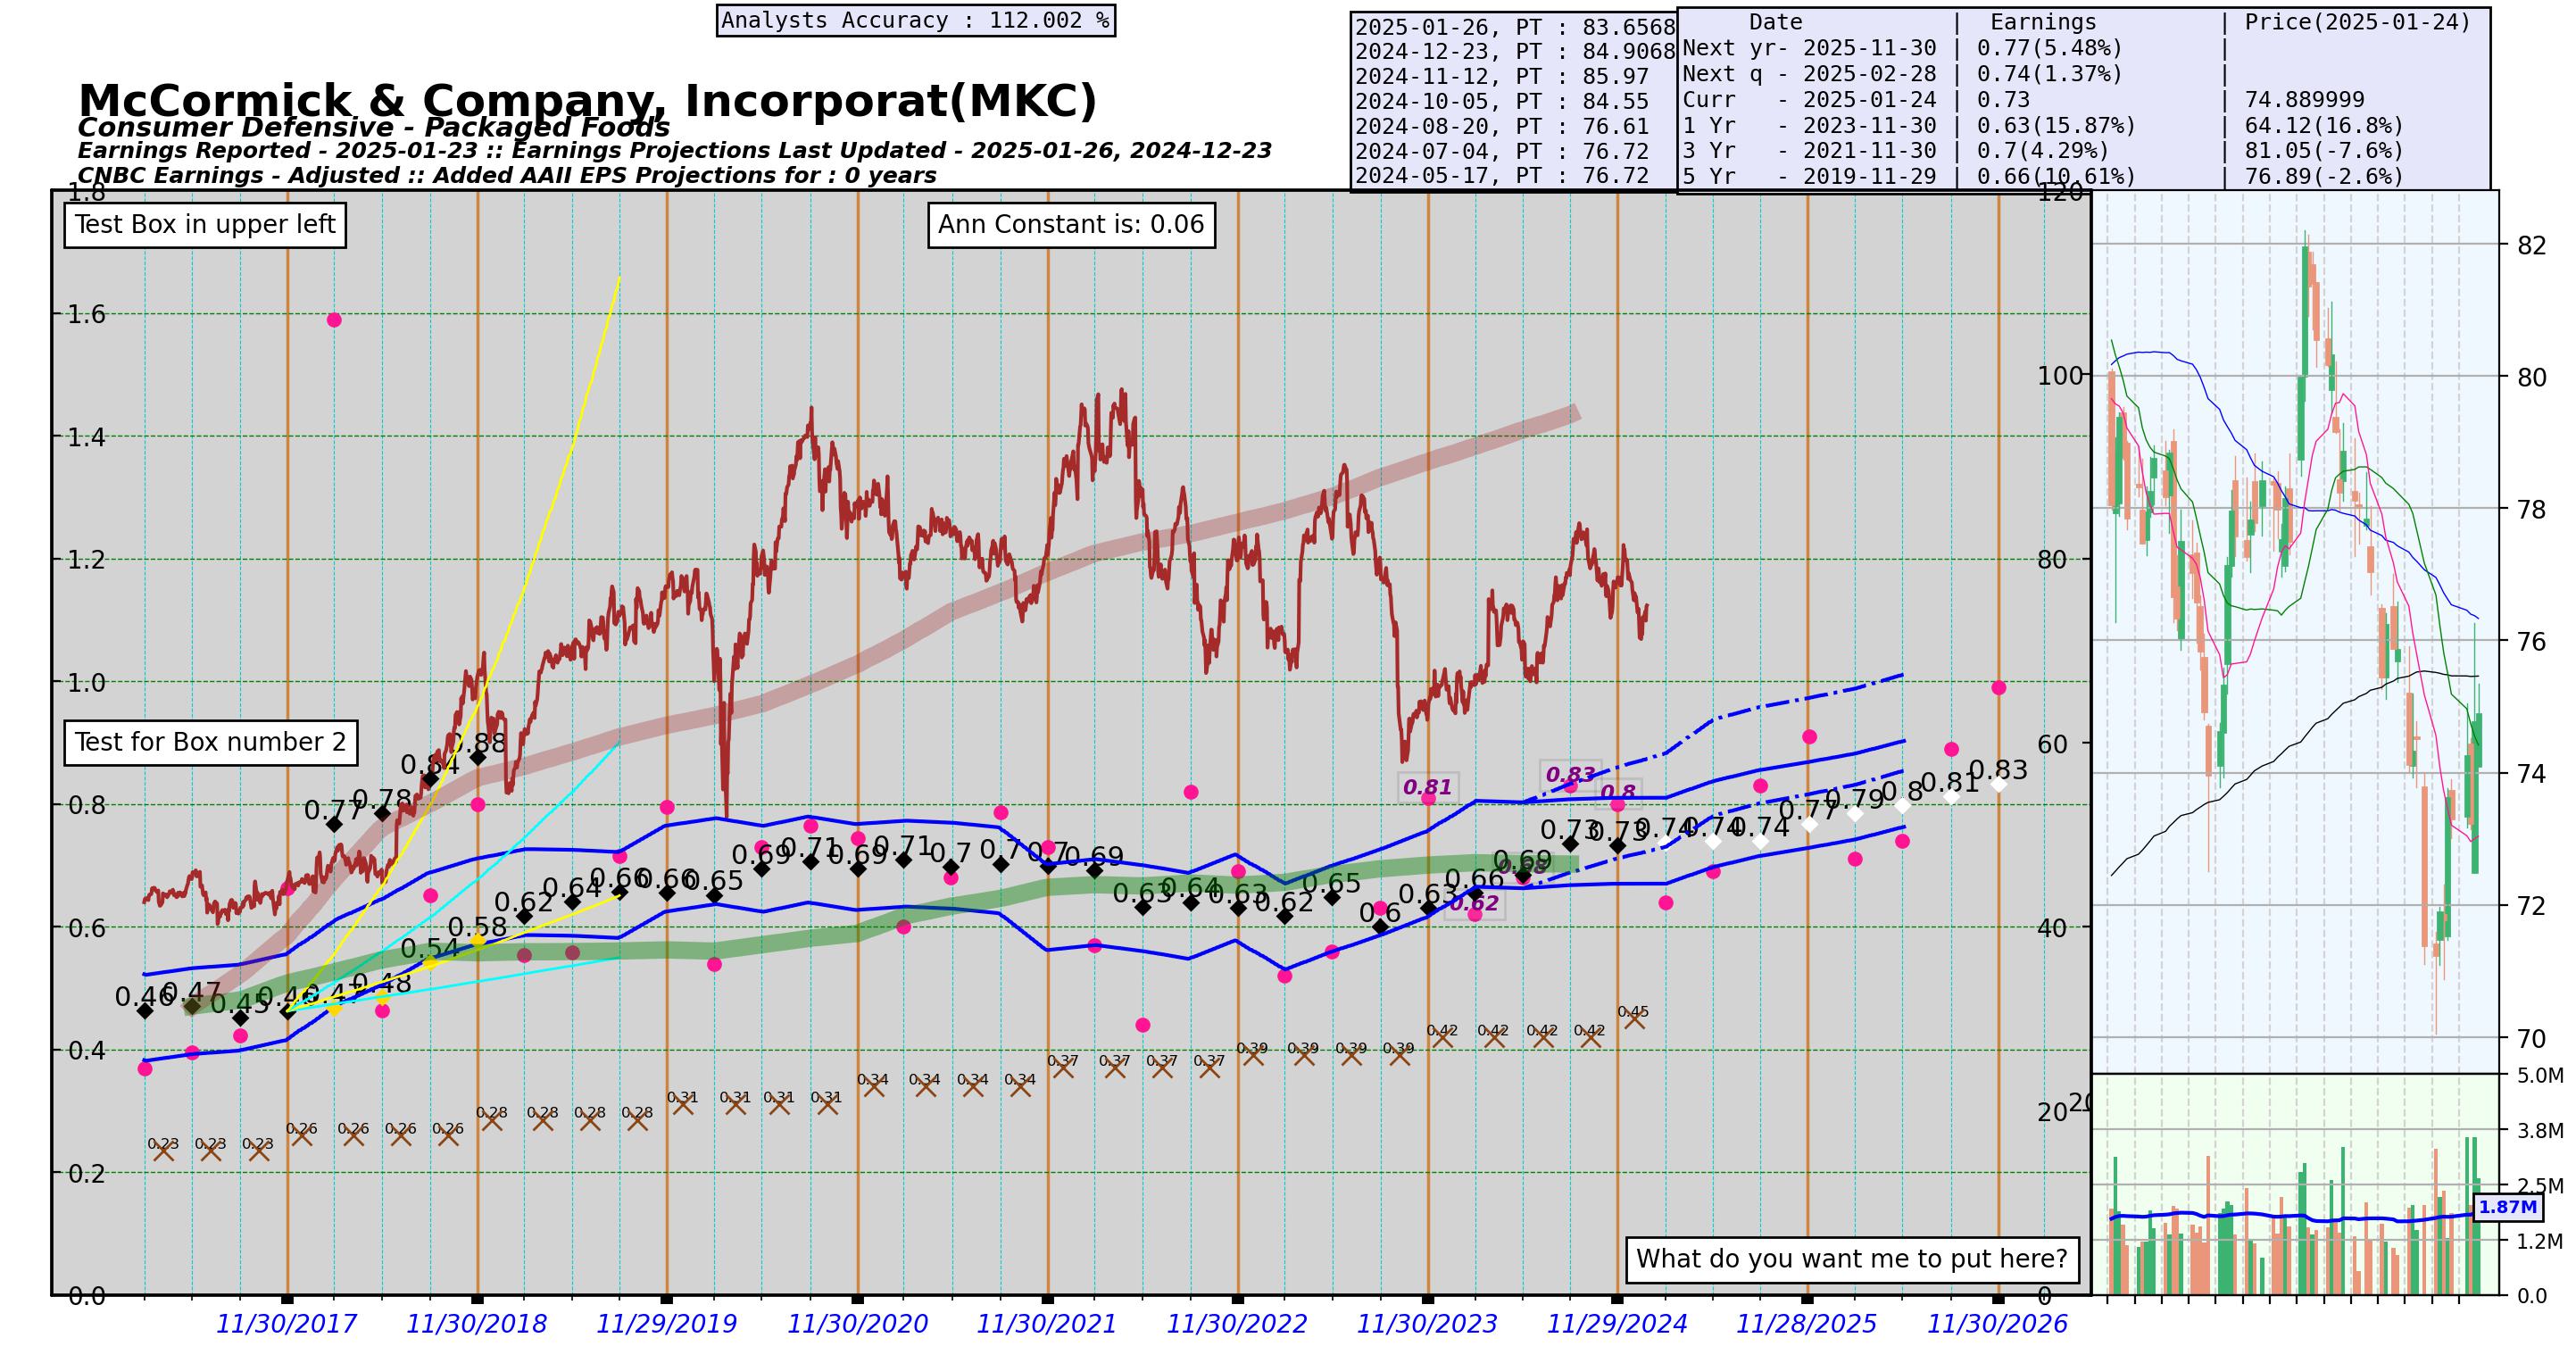 Analysts Accuracy : 112.002 %
2025-01-26, PT : 83.6568
2024-12-23, PT : 84.9068
2024-11-12, PT : 85.97
2024-10-05, PT : 84.55
2024-08-20, PT : 76.61
2024-07-04, PT : 76.72
2024-05-17, PT : 76.72
Date | Earnings | Price(2025-01-24)
Next yr- 2025-11-30 | 0.77(5.48%) |
Next q - 2025-02-28 | 0.74(1.37%) |
Curr - 2025-01-24 | 0.73 | 74.889999
1 Yr - 2023-11-30 | 0.63(15.87%) | 64.12(16.8%)
3 Yr - 2021-11-30 | 0.7(4.29%) | 81.05(-7.6%)
5 Yr - 2019-11-29 | 0.66(10.61%) | 76.89(-2.6%)
McCormick & Company, Incorporat(MKC)
Consumer Defensive - Packaged Foods
Earnings Reported - 2025-01-23 :: Earnings Projections Last Updated - 2025-01-26, 2024-12-23
CNBC Earnings - Adjusted :: Added AAII EPS Projections for : 0 years
Test Box in upper left
Ann Constant is: 0.06
Test for Box number 2
What do you want me to put here?
1.8
1.6
1.4
1.2
1.0
0.8
0.6
0.4
0.2
0.0
120
100
80
60
40
20
0
82
80
78
76
74
72
70
5.0M
3.8M
2.5M
1.87M
1.2M
0.0
0.46 0.47 0.45 0.46 0.47 0.48 0.54 0.58
0.77 0.78 0.84 0.88
0.62 0.64 0.66 0.66 0.65 0.69 0.71 0.69 0.71 0.7 0.7 0.7 0.69 0.63 0.64 0.63 0.62 0.65 0.6 0.63 0.66 0.69 0.73 0.73 0.74 0.74 0.74 0.77 0.79 0.8 0.81 0.83
0.81 0.62 0.68 0.83 0.8
0.23 0.23 0.23 0.26 0.26 0.26 0.26 0.28 0.28 0.28 0.28 0.31 0.31 0.31 0.31 0.34 0.34 0.34 0.34 0.37 0.37 0.37 0.37 0.39 0.39 0.39 0.39 0.42 0.42 0.42 0.42 0.45
11/30/2017 11/30/2018 11/29/2019 11/30/2020 11/30/2021 11/30/2022 11/30/2023 11/29/2024 11/28/2025 11/30/2026